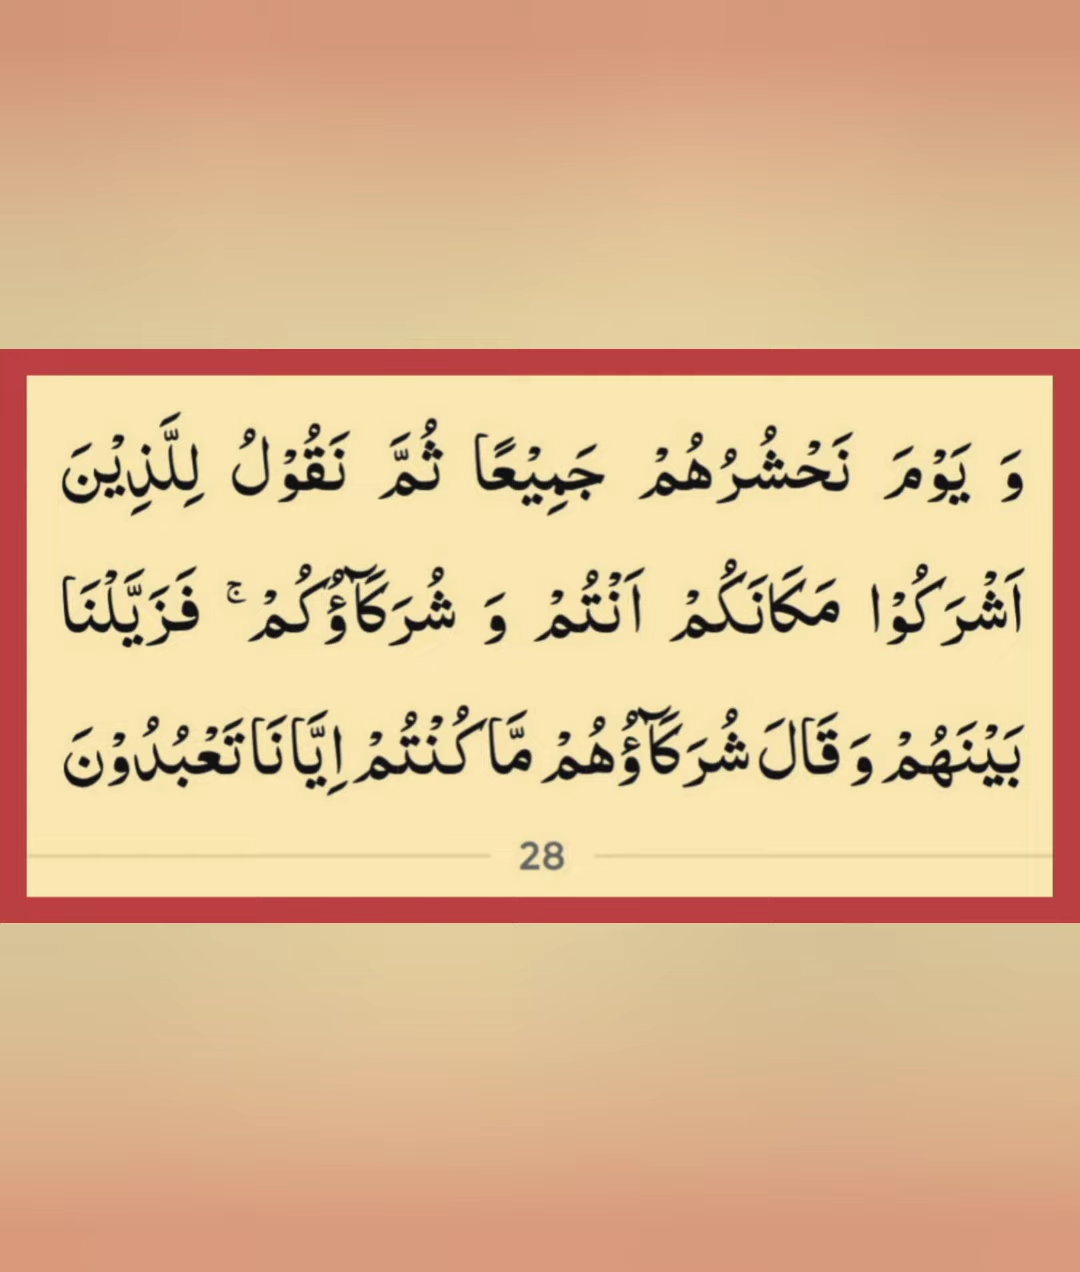 وَ یَوْمَ نَحْشُرُهُمْ جَمِیْعًا ثُمَّ نَقُوْلُ لِلَّذِیْنَ
اَشْرَكُوْا مَكَانَكُمْ اَنْتُمْ وَ شُرَكَآؤُكُمْ ۚ فَزَیَّلْنَا
بَیْنَهُمْ وَ قَالَ شُرَكَآؤُهُمْ مَّا كُنْتُمْ اِیَّانَا تَعْبُدُوْنَ
28